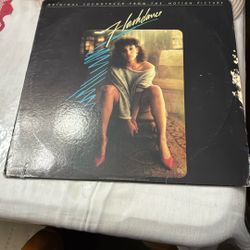 ORIGINAL SOUNDTRACK FROM THE MOTION PICTURE
Flashdance